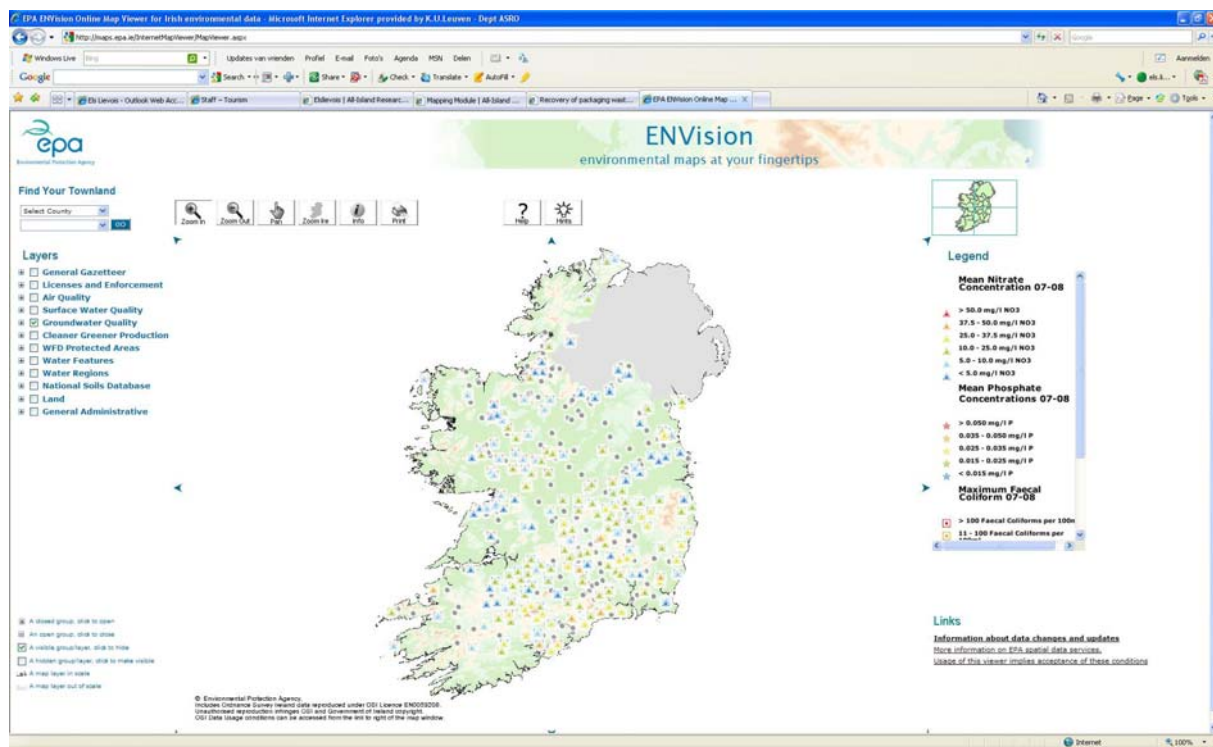 EPA ENVision Online Map Viewer for Irish environmental data - Microsoft Internet Explorer provided by K.U.Leuven - Dept ASRO
http://maps.epa.ie/InternetMapViewer/MapViewer.aspx
Google
Windows Live
Bing
Updates van vrienden
Profiel
E-mail
Foto's
Agenda
MSN
Delen
Aanmelden
Google
Search
Share
Check
Translate
AutoFill
Els Lievois - Outlook Web Acc...
Staff - Tourism
Elslievois | All-Island Researc...
Mapping Module | All-Island ...
Recovery of packaging wast...
EPA ENVision Online Map ...
Page
Tools
epa
Environmental Protection Agency
ENVision
environmental maps at your fingertips
Find Your Townland
Select County
GO
Zoom In
Zoom Out
Pan
Zoom Ire
Info
Print
Help
Hints
Layers
General Gazetteer
Licenses and Enforcement
Air Quality
Surface Water Quality
Groundwater Quality
Cleaner Greener Production
WFD Protected Areas
Water Features
Water Regions
National Soils Database
Land
General Administrative
A closed group, click to open
An open group, click to close
A visible group/layer, click to hide
A hidden group/layer, click to make visible
A map layer in scale
A map layer out of scale
Legend
Mean Nitrate
Concentration 07-08
> 50.0 mg/l NO3
37.5 - 50.0 mg/l NO3
25.0 - 37.5 mg/l NO3
10.0 - 25.0 mg/l NO3
5.0 - 10.0 mg/l NO3
< 5.0 mg/l NO3
Mean Phosphate
Concentrations 07-08
> 0.050 mg/l P
0.035 - 0.050 mg/l P
0.025 - 0.035 mg/l P
0.015 - 0.025 mg/l P
< 0.015 mg/l P
Maximum Faecal
Coliform 07-08
> 100 Faecal Coliforms per 100m
11 - 100 Faecal Coliforms per
100ml
Links
Information about data changes and updates
More information on EPA spatial data services.
Usage of this viewer implies acceptance of these conditions
© Environmental Protection Agency.
Includes Ordnance Survey Ireland data reproduced under OSI Licence
Unauthorised reproduction infringes OSI and Government of Ireland copyright.
OSI Data Usage conditions can be accessed from the link to right of the map window.
Internet
100%